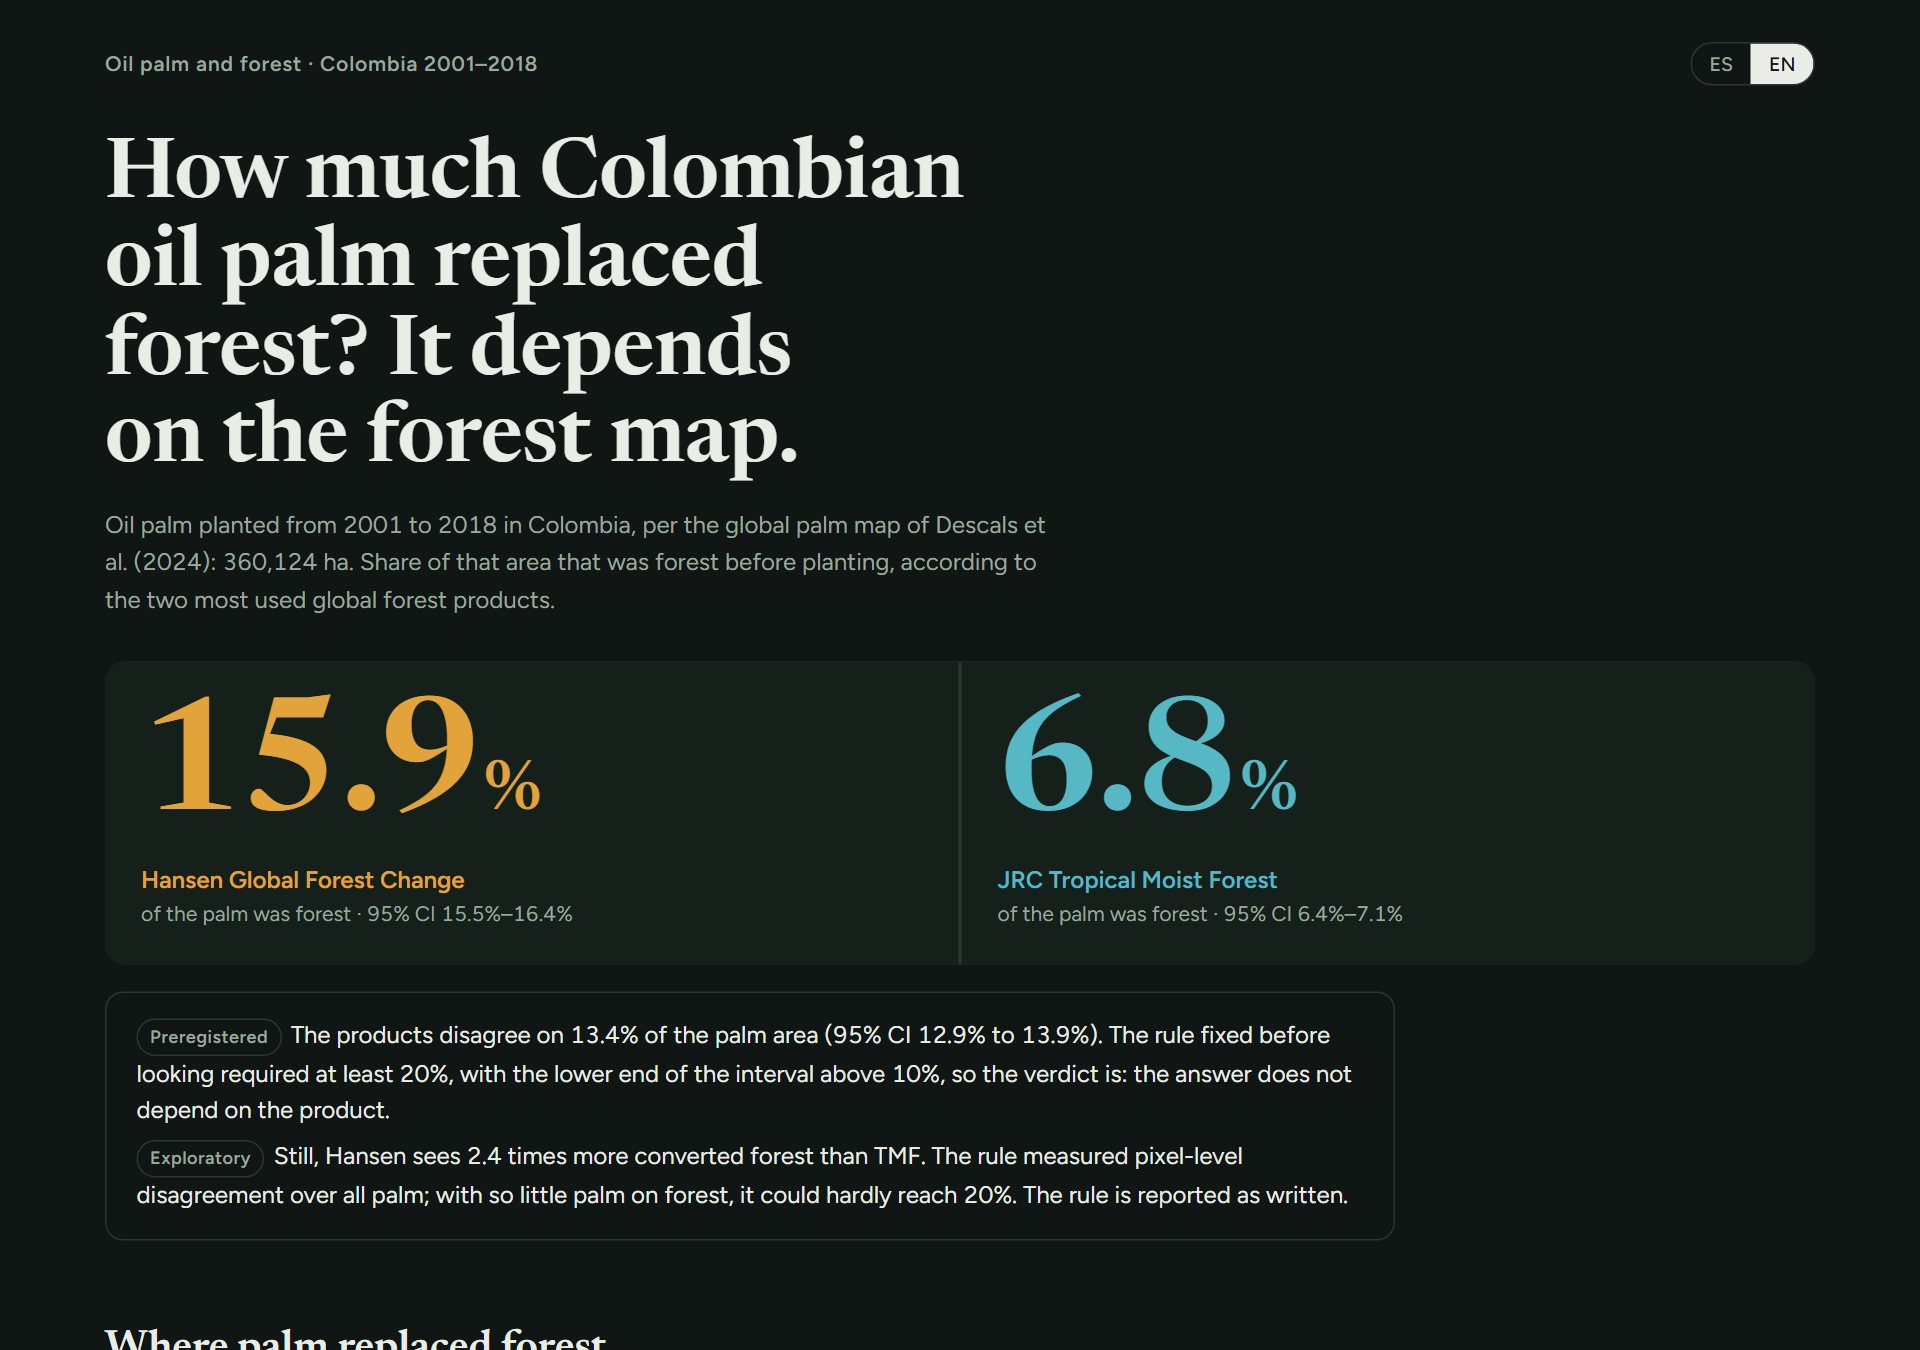 Oil palm and forest · Colombia 2001–2018
ES EN
How much Colombian
oil palm replaced
forest? It depends
on the forest map.
Oil palm planted from 2001 to 2018 in Colombia, per the global palm map of Descals et
al. (2024): 360,124 ha. Share of that area that was forest before planting, according to
the two most used global forest products.
15.9%
Hansen Global Forest Change
of the palm was forest · 95% CI 15.5%–16.4%
6.8%
JRC Tropical Moist Forest
of the palm was forest · 95% CI 6.4%–7.1%
Preregistered The products disagree on 13.4% of the palm area (95% CI 12.9% to 13.9%). The rule fixed before
looking required at least 20%, with the lower end of the interval above 10%, so the verdict is: the answer does not
depend on the product.
Exploratory Still, Hansen sees 2.4 times more converted forest than TMF. The rule measured pixel-level
disagreement over all palm; with so little palm on forest, it could hardly reach 20%. The rule is reported as written.
Where palm replaced forest